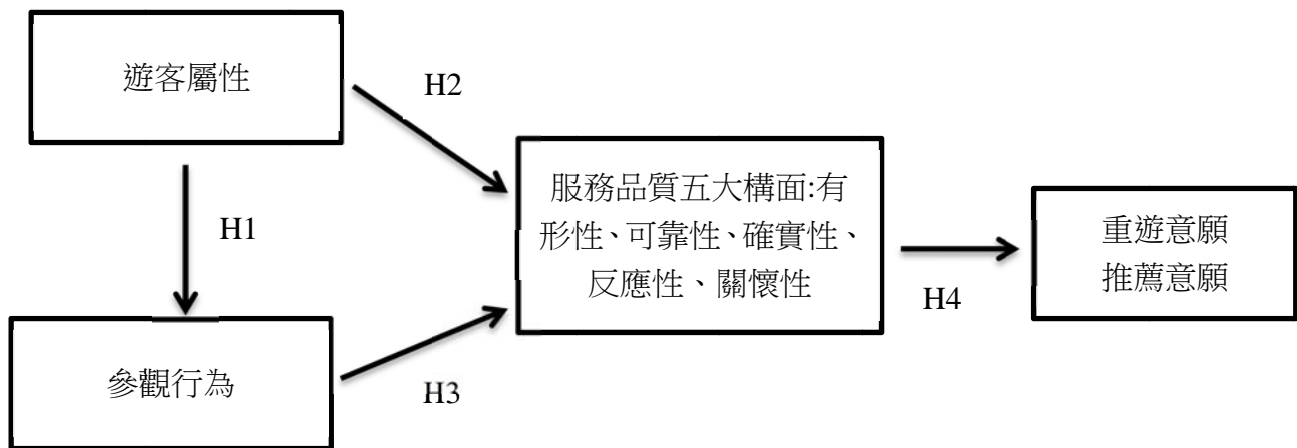 遊客屬性
H2
服務品質五大構面:有
形性、可靠性、確實性、
反應性、關懷性
重遊意願
推薦意願
H1
H4
參觀行為
H3